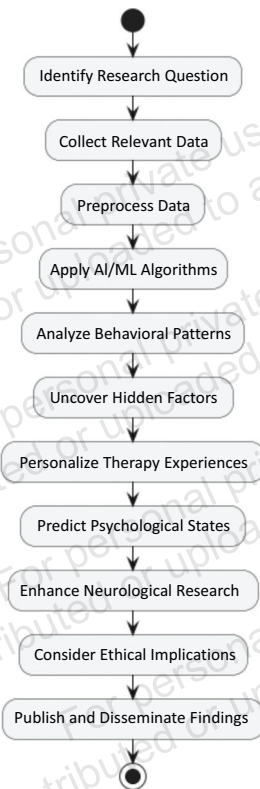 Identify Research Question
Collect Relevant Data
Preprocess Data
Apply AI/ML Algorithms
Analyze Behavioral Patterns
Uncover Hidden Factors
Personalize Therapy Experiences
Predict Psychological States
Enhance Neurological Research
Consider Ethical Implications
Publish and Disseminate Findings